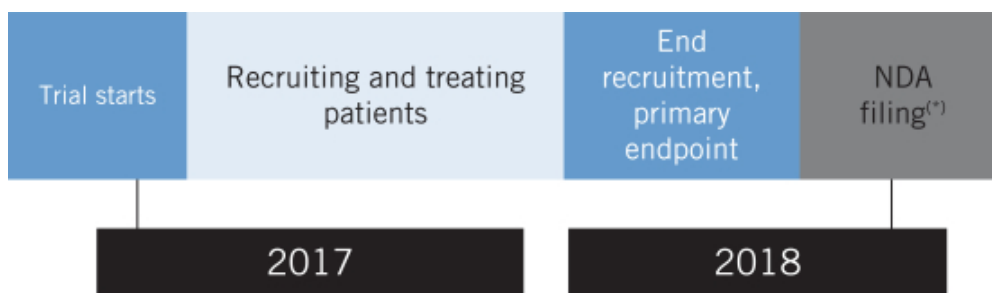 Trial starts
Recruiting and treating
patients
End
recruitment,
primary
endpoint
NDA
filing(*)
2017
2018